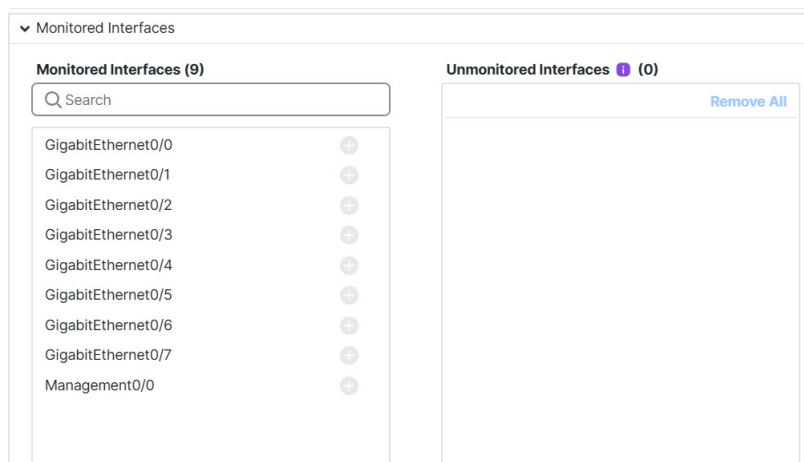 Monitored Interfaces
Monitored Interfaces (9)
Search
GigabitEthernet0/0
GigabitEthernet0/1
GigabitEthernet0/2
GigabitEthernet0/3
GigabitEthernet0/4
GigabitEthernet0/5
GigabitEthernet0/6
GigabitEthernet0/7
Management0/0
Unmonitored Interfaces i (0)
Remove All